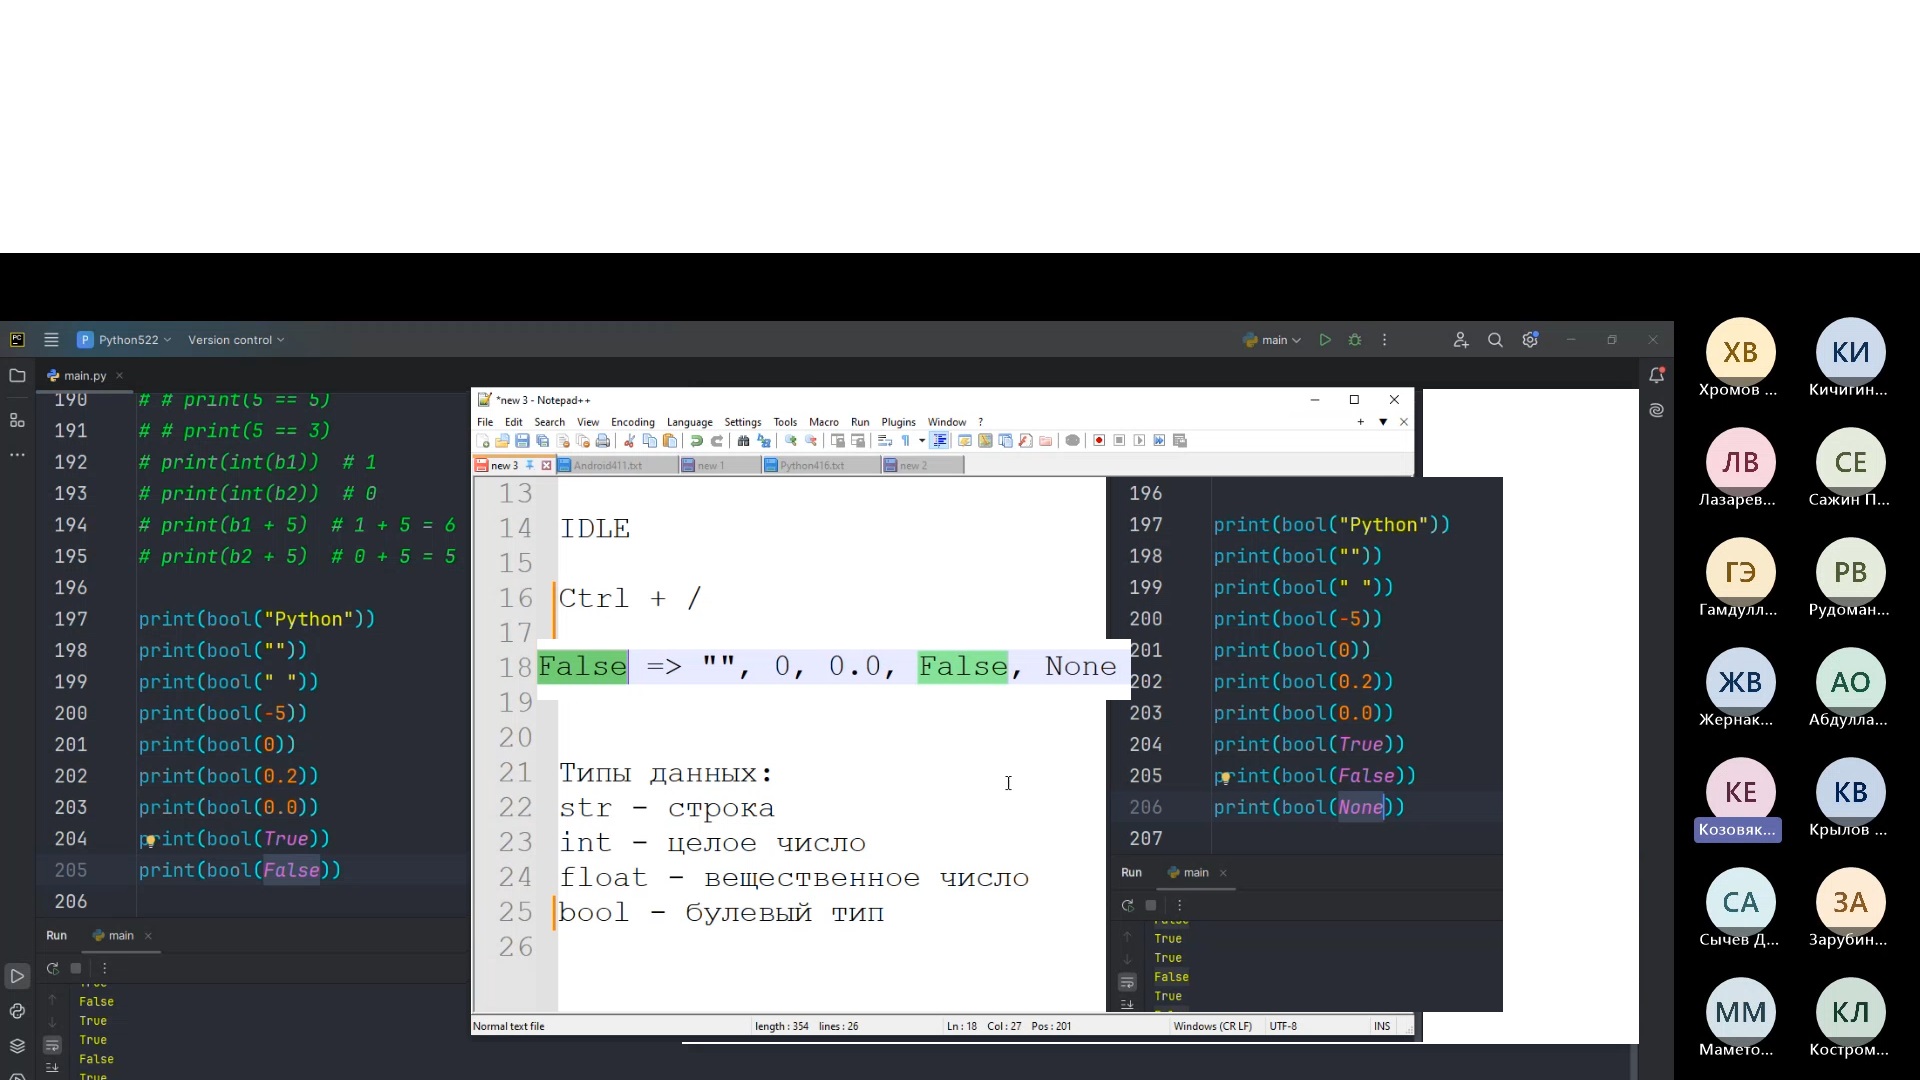 PC
P Python522
Version control
main
main.py
190 # # print(5 == 5)
191 # # print(5 == 3)
192 # print(int(b1)) # 1
193 # print(int(b2)) # 0
194 # print(b1 + 5) # 1 + 5 = 6
195 # print(b2 + 5) # 0 + 5 = 5
196
197 print(bool("Python"))
198 print(bool(""))
199 print(bool(" "))
200 print(bool(-5))
201 print(bool(0))
202 print(bool(0.2))
203 print(bool(0.0))
204 print(bool(True))
205 print(bool(False))
206
Run main
True
False
True
True
False
True
*new 3 - Notepad++
File Edit Search View Encoding Language Settings Tools Macro Run Plugins Window ?
new 3 Android411.txt new 1 Python416.txt new 2
13
14 IDLE
15
16 Ctrl + /
17
18 False => "", 0, 0.0, False, None
19
20
21 Типы данных:
22 str - строка
23 int - целое число
24 float - вещественное число
25 bool - булевый тип
26
Normal text file length : 354 lines : 26 Ln : 18 Col : 27 Pos : 201 Windows (CR LF) UTF-8 INS
196
197 print(bool("Python"))
198 print(bool(""))
199 print(bool(" "))
200 print(bool(-5))
201 print(bool(0))
202 print(bool(0.2))
203 print(bool(0.0))
204 print(bool(True))
205 print(bool(False))
206 print(bool(None))
207
Run main
False
True
True
False
True
ХВ КИ
Хромов ... Кичигин...
ЛВ СЕ
Лазарев... Сажин П...
ГЭ РВ
Гамдулл... Рудоман...
ЖВ АО
Жернак... Абдулла...
КЕ КВ
Козовяк... Крылов ...
СА ЗА
Сычев Д... Зарубин...
ММ КЛ
Мамето... Костром...